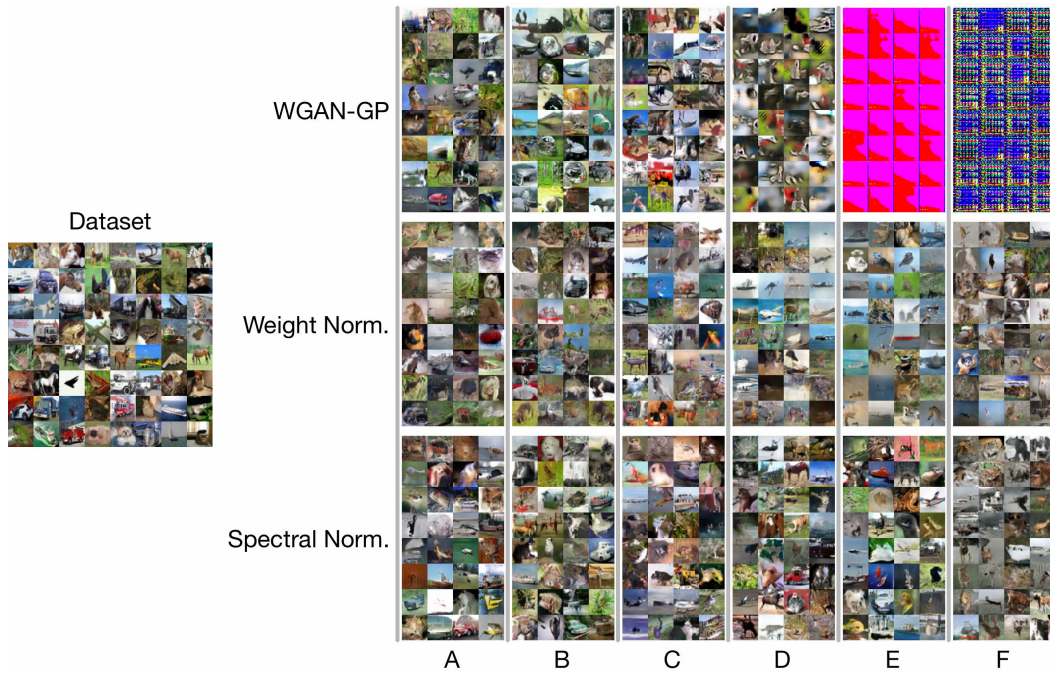 WGAN-GP
Dataset
Weight Norm.
Spectral Norm.
A B C D E F